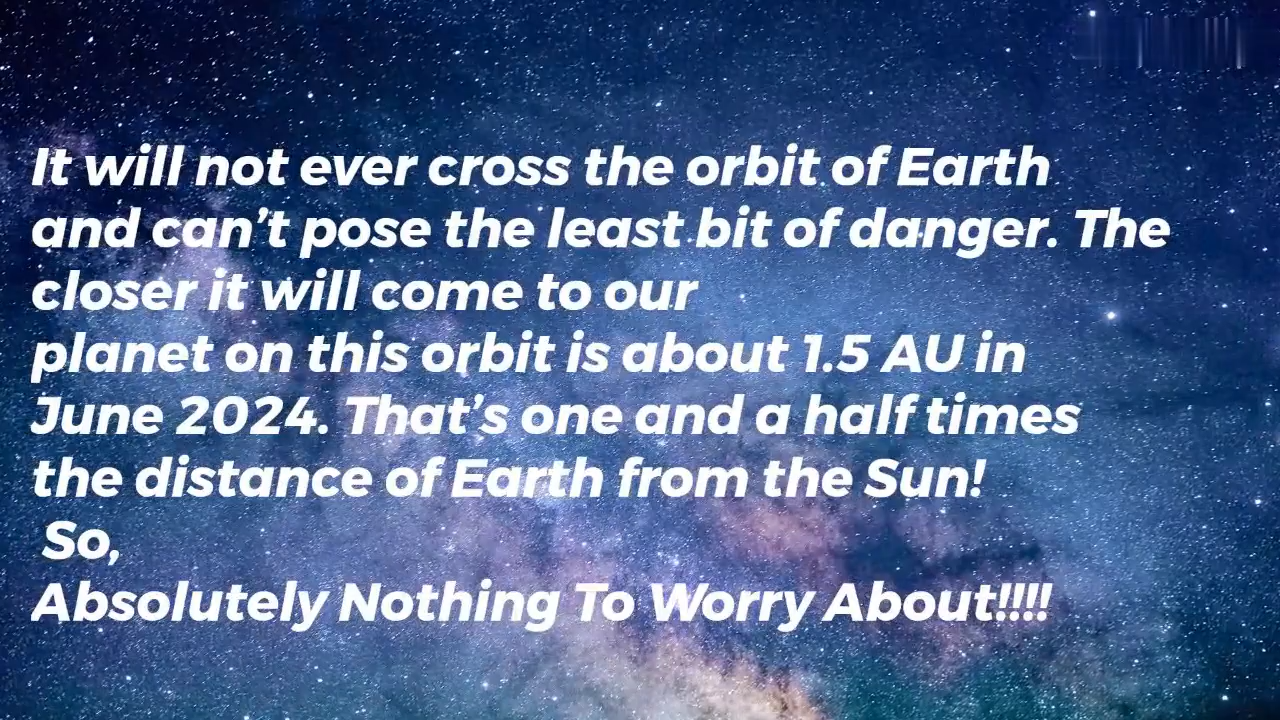 It will not ever cross the orbit of Earth
and can’t pose the least bit of danger. The
closer it will come to our
planet on this orbit is about 1.5 AU in
June 2024. That’s one and a half times
the distance of Earth from the Sun!
So,
Absolutely Nothing To Worry About!!!!